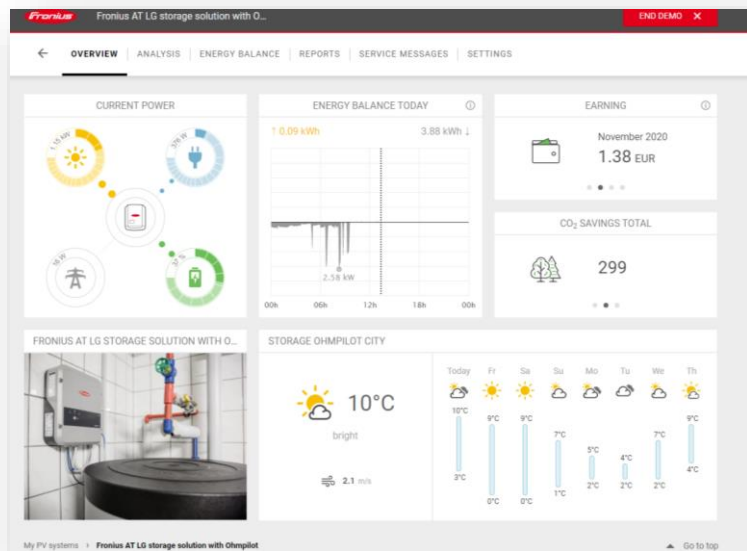 Fronius
Fronius AT LG storage solution with O...
END DEMO X
OVERVIEW
ANALYSIS
ENERGY BALANCE
REPORTS
SERVICE MESSAGES
SETTINGS
CURRENT POWER
ENERGY BALANCE TODAY
EARNING
↑ 0.09 kWh
3.88 kWh ↓
November 2020
1.38 EUR
CO₂ SAVINGS TOTAL
299
2.58 kW
00h 06h 12h 18h 00h
FRONIUS AT LG STORAGE SOLUTION WITH O...
STORAGE OHMPILOT CITY
10°C
bright
2.1 m/s
Today Fr Sa Su Mo Tu We Th
10°C 9°C 9°C 7°C 5°C 4°C 7°C 9°C
3°C 0°C 0°C 1°C 2°C 2°C 2°C 4°C
My PV systems > Fronius AT LG storage solution with Ohmpilot
Go to top